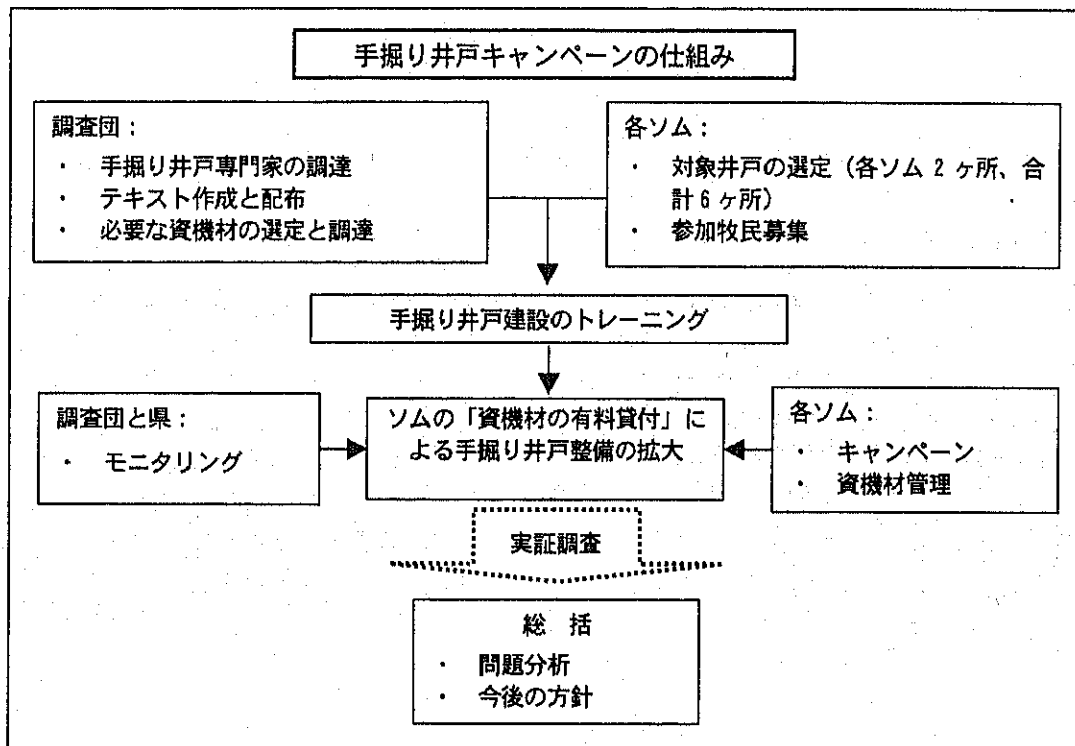 手掘り井戸キャンペーンの仕組み
調査団：
・ 手掘り井戸専門家の調達
・ テキスト作成と配布
・ 必要な資機材の選定と調達
各ソム：
・ 対象井戸の選定（各ソム 2 ヶ所、合
計 6 ヶ所）
・ 参加牧民募集
手掘り井戸建設のトレーニング
調査団と県：
・ モニタリング
ソムの「資機材の有料貸付」に
よる手掘り井戸整備の拡大
各ソム：
・ キャンペーン
・ 資機材管理
実証調査
総 括
・ 問題分析
・ 今後の方針